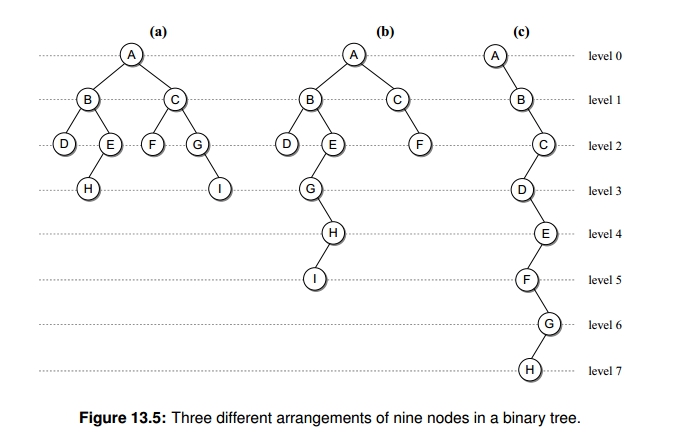 (a) (b) (c)
A A A level 0
B C B C B level 1
D E F G D E F C level 2
H I G D level 3
H E level 4
I F level 5
G level 6
H level 7
Figure 13.5: Three different arrangements of nine nodes in a binary tree.